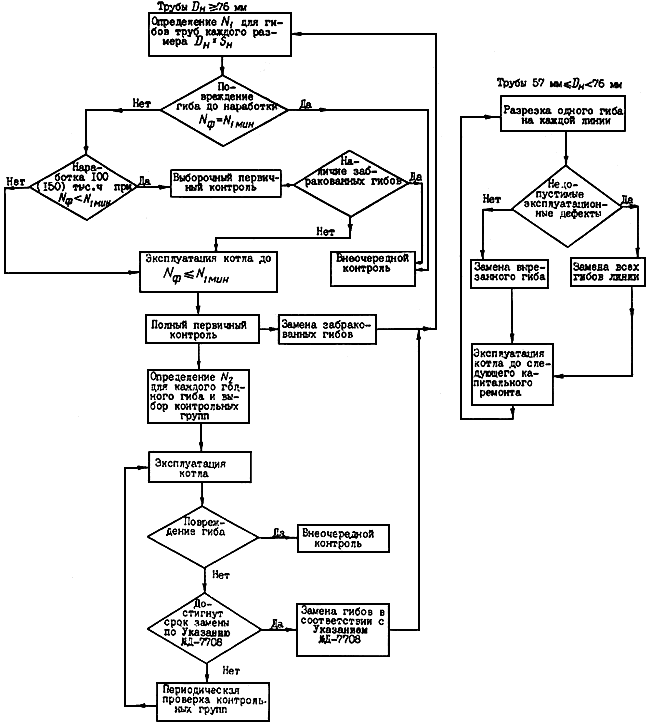 Трубы Dн ≥76 мм
Определение N₁ для ги-
бов труб каждого раз-
мера Dн × Sн
По-
вреждение
гиба до наработки
Nф=N₁мин
Нет
Да
Нара-
ботка 100
(150) тыс.ч при
Nф<N₁мин
Нет
Да
Выборочный первич-
ный контроль
На-
личие заб-
ракованных гибов
Да
Нет
Эксплуатация котла до
Nф≤N₁мин
Внеочередной
контроль
Полный первичный
контроль
Замена забрако-
ванных гибов
Определение N₂
для каждого год-
ного гиба и вы-
бор контрольных
групп
Эксплуатация
котла
Повреж-
дение гиба
Да
Внеочередной
контроль
Нет
До-
стигнут
срок замены
по Указанию
МД-7708
Да
Замена гибов в
соответствии с
Указанием
МД-7708
Нет
Периодическая
проверка контроль-
ных групп
Трубы 57 мм≤Dн<76 мм
Разрезка одного гиба
на каждой линии
Недо-
пустимые
эксплуатацион-
ные дефекты
Нет
Да
Замена выре-
занного гиба
Замена всех
гибов линии
Эксплуатация
котла до сле-
дующего ка-
питального
ремонта